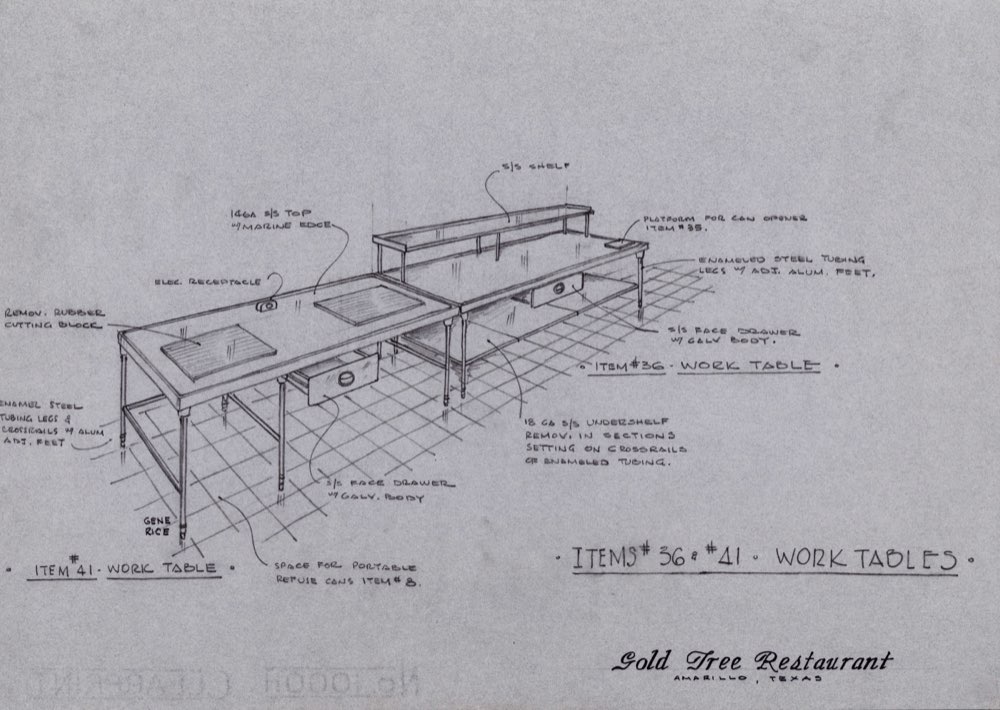 S/S SHELF
14GA S/S TOP
W/MARINE EDGE
PLATFORM FOR CAN OPENER
ITEM #35.
ELEC. RECEPTACLE
ENAMELED STEEL TUBING
LEGS W/ ADJ. ALUM. FEET.
REMOV. RUBBER
CUTTING BLOCK
S/S FACE DRAWER
W/ GALV. BODY.
· ITEM #36 · WORK TABLE ·
ENAMEL STEEL
TUBING LEGS &
CROSSRAILS W/ ALUM
ADJ. FEET
18 GA S/S UNDERSHELF
REMOV. IN SECTIONS
SETTING ON CROSSRAILS
OF ENAMELED TUBING.
S/S FACE DRAWER
W/ GALV. BODY
GENE
RICE
· ITEM #41 · WORK TABLE ·
SPACE FOR PORTABLE
REFUSE CANS ITEM #8.
· ITEMS #36 & #41 · WORK TABLES ·
Gold Tree Restaurant
AMARILLO, TEXAS
No. 1000H CLEARPRINT